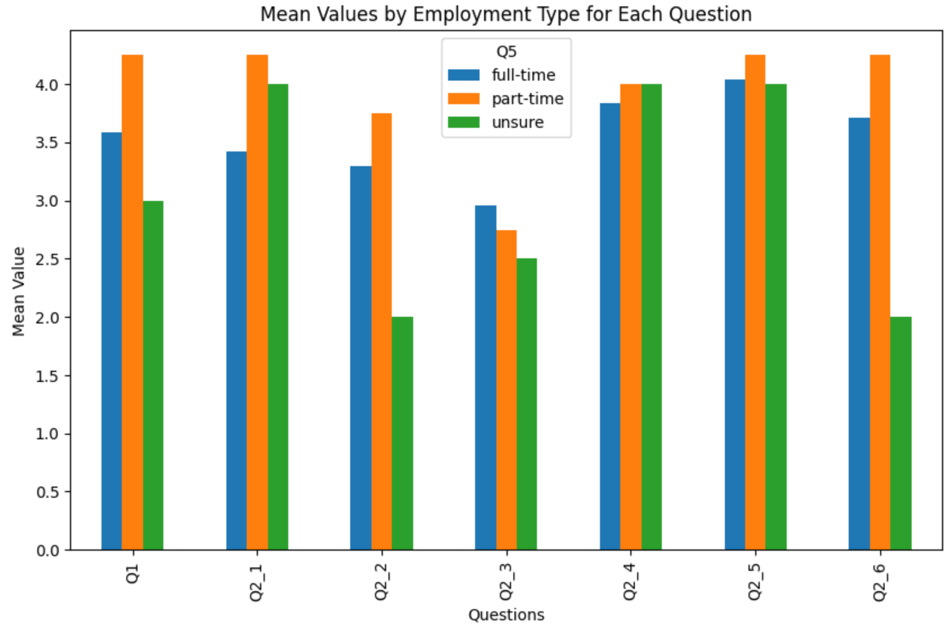 Mean Values by Employment Type for Each Question
Q5
full-time
part-time
unsure
Mean Value
4.0
3.5
3.0
2.5
2.0
1.5
1.0
0.5
0.0
Q1
Q2_1
Q2_2
Q2_3
Q2_4
Q2_5
Q2_6
Questions